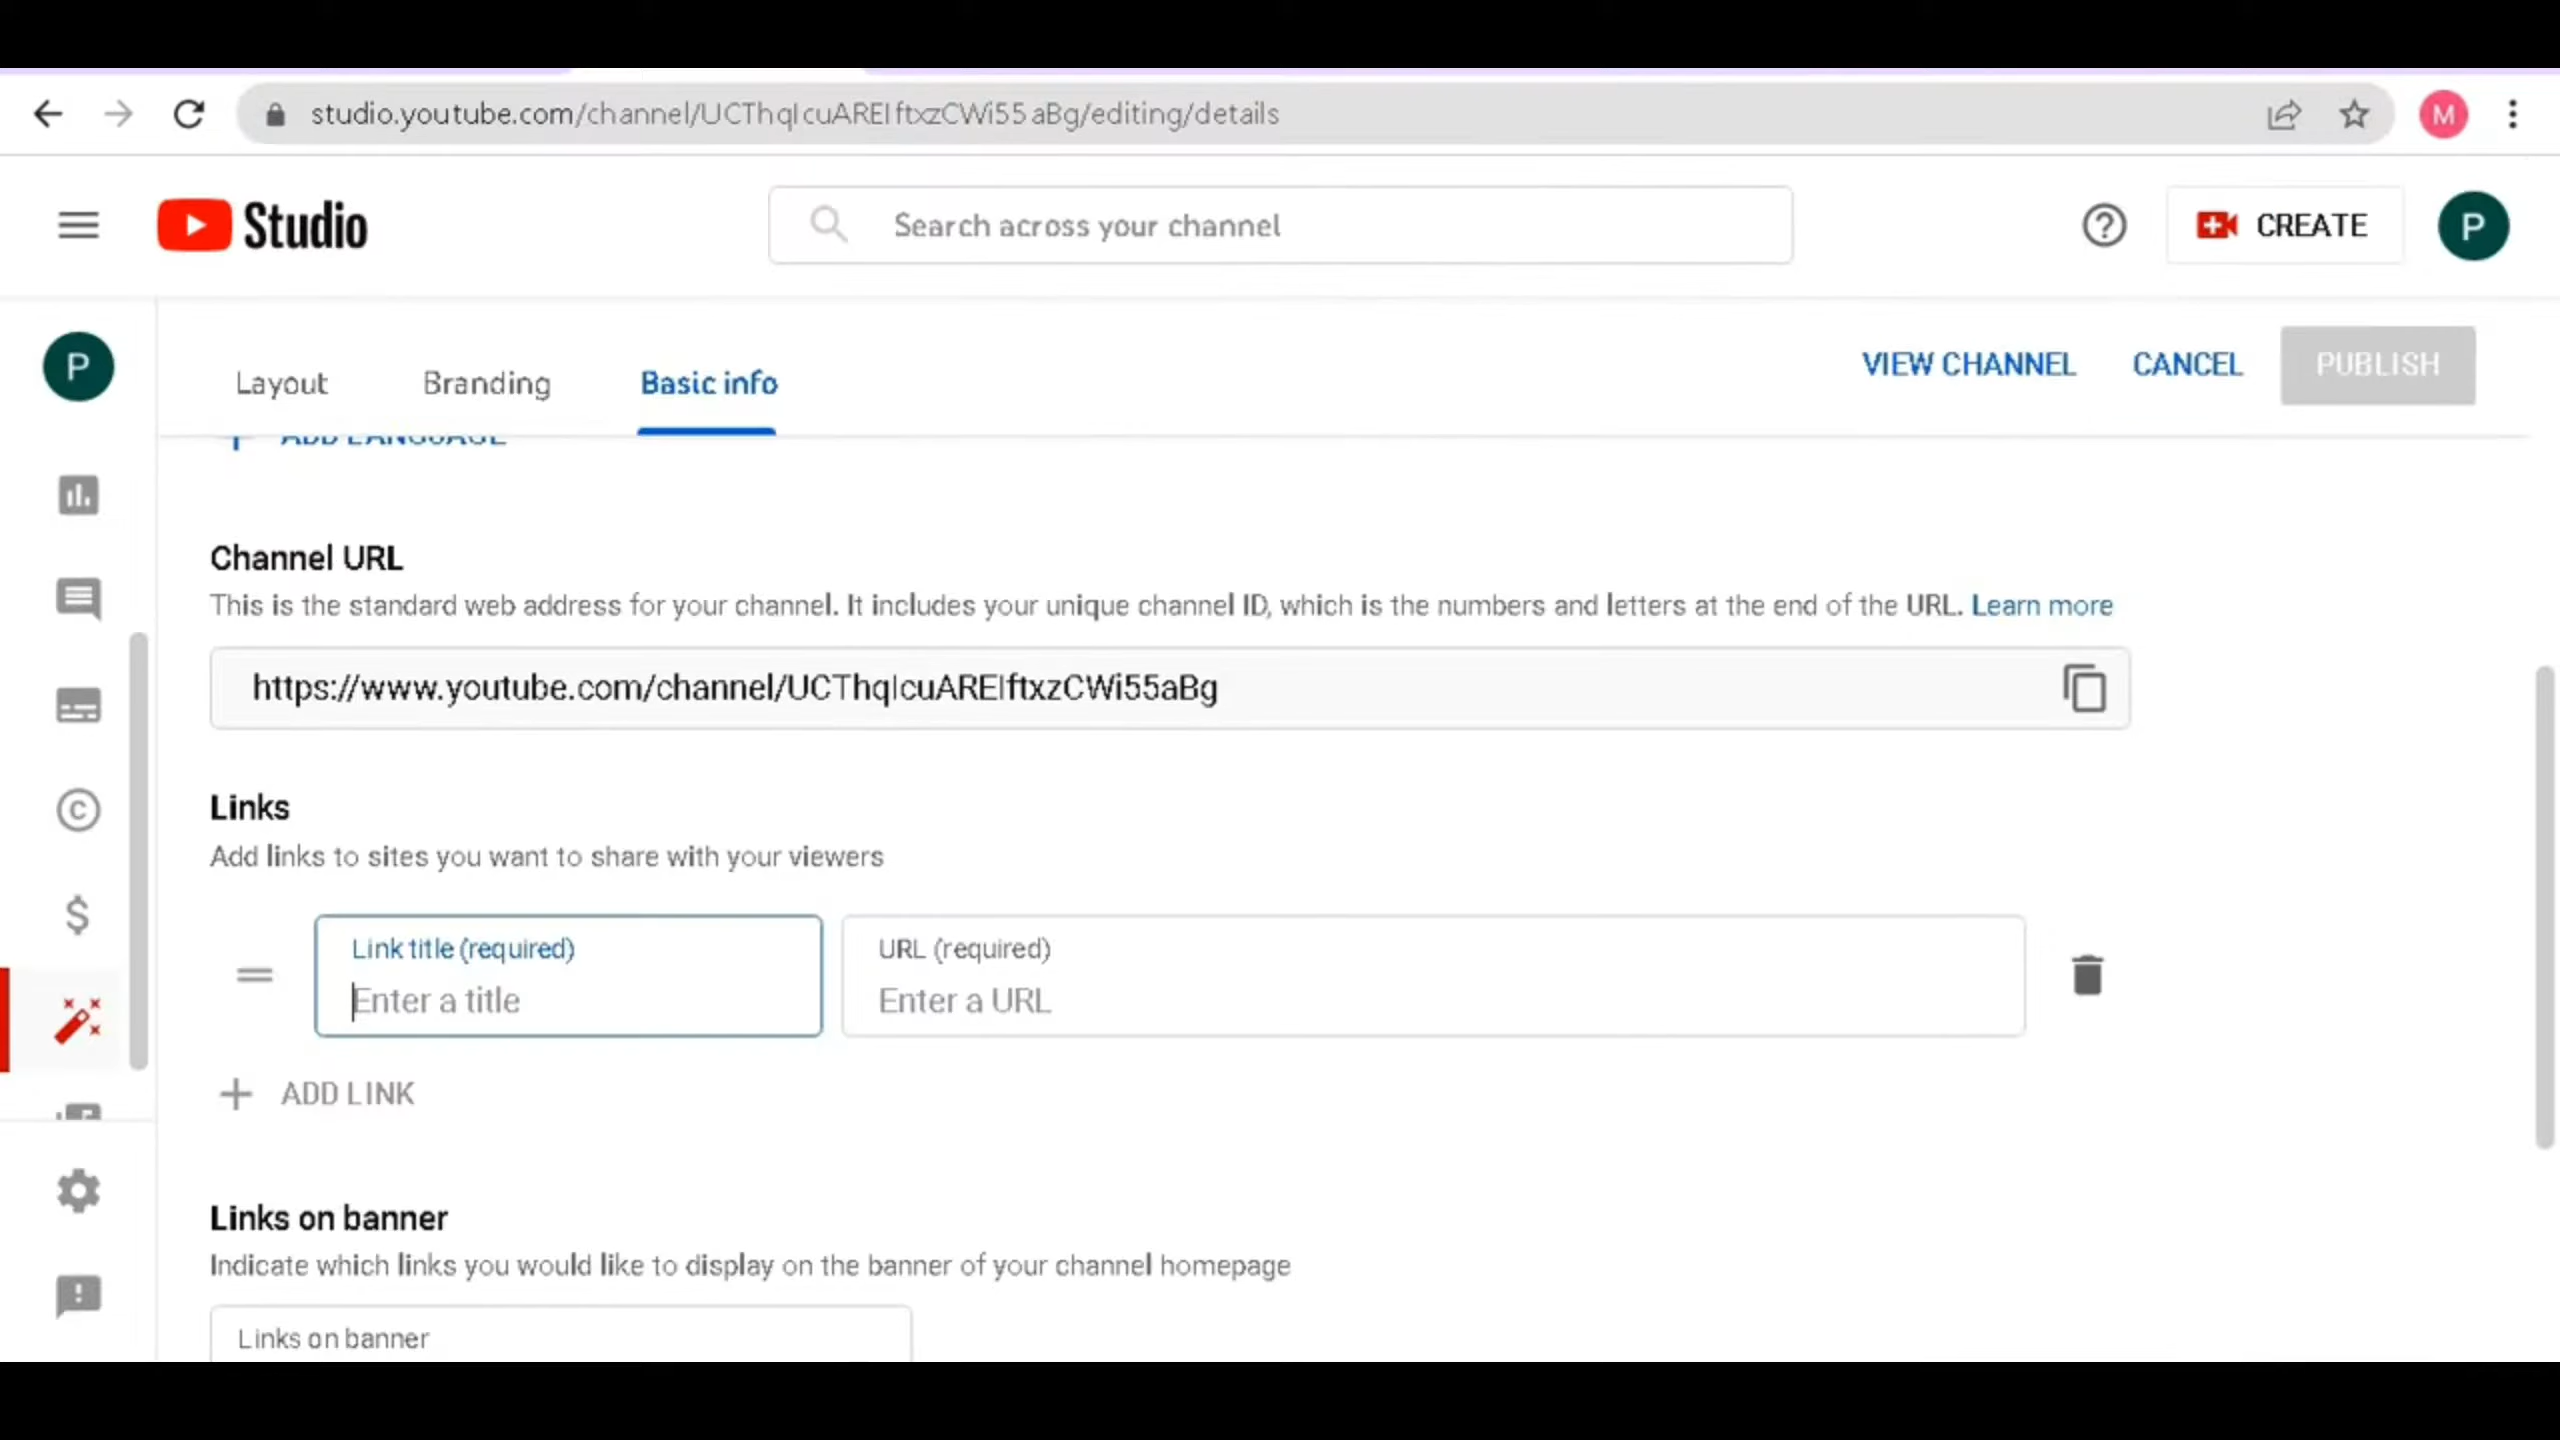 studio.youtube.com/channel/UCThqIcuAREIftxzCWi55aBg/editing/details
M
Studio
Search across your channel
CREATE
P
P
Layout
Branding
Basic info
VIEW CHANNEL
CANCEL
PUBLISH
ADD LANGUAGE
Channel URL
This is the standard web address for your channel. It includes your unique channel ID, which is the numbers and letters at the end of the URL. Learn more
https://www.youtube.com/channel/UCThqIcuAREIftxzCWi55aBg
Links
Add links to sites you want to share with your viewers
Link title (required)
Enter a title
URL (required)
Enter a URL
ADD LINK
Links on banner
Indicate which links you would like to display on the banner of your channel homepage
Links on banner